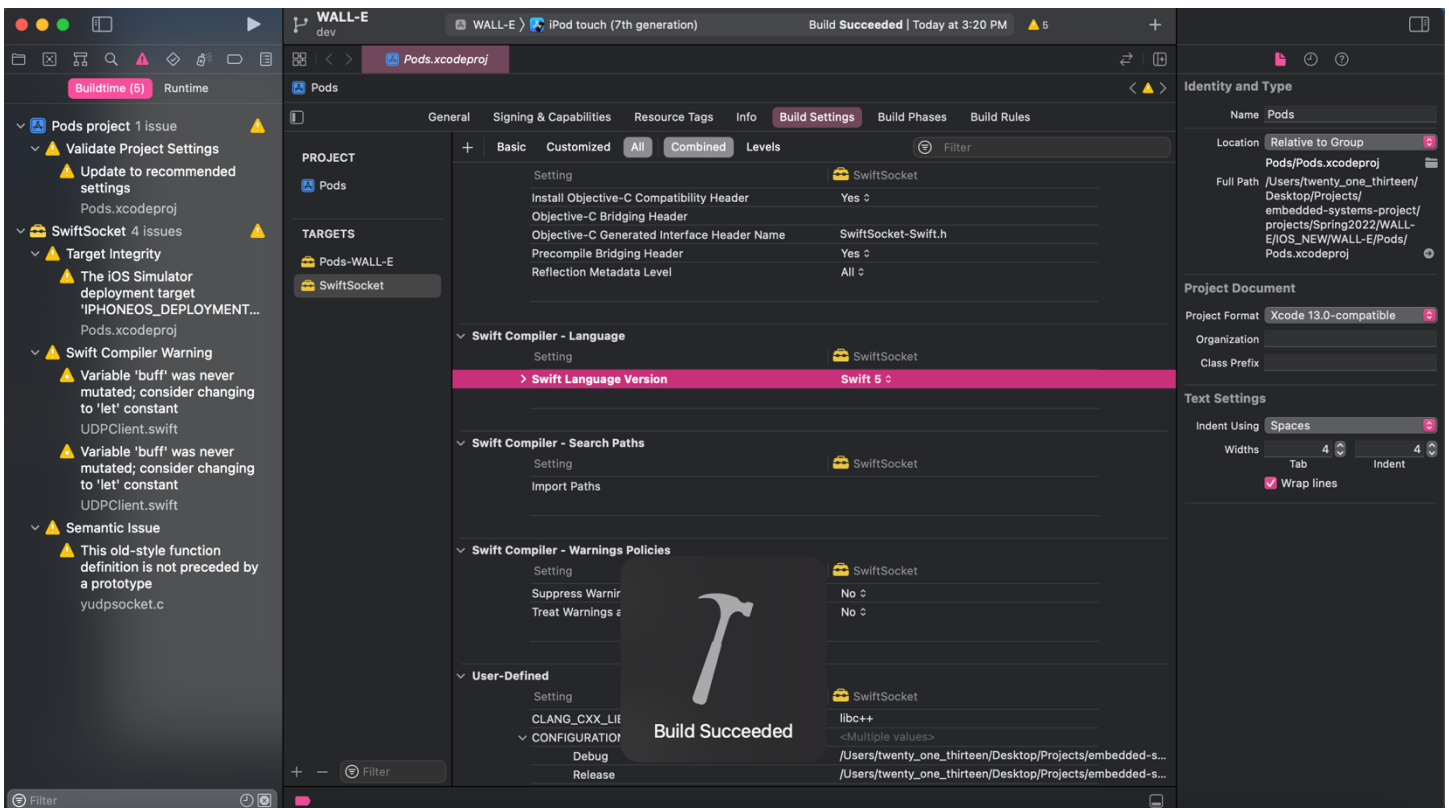 WALL-E
dev
WALL-E 〉 iPod touch (7th generation)
Build Succeeded | Today at 3:20 PM
5
Pods.xcodeproj
Buildtime (5)
Runtime
Pods project 1 issue
Validate Project Settings
Update to recommended
settings
Pods.xcodeproj
SwiftSocket 4 issues
Target Integrity
The iOS Simulator
deployment target
'IPHONEOS_DEPLOYMENT...
Pods.xcodeproj
Swift Compiler Warning
Variable 'buff' was never
mutated; consider changing
to 'let' constant
UDPClient.swift
Variable 'buff' was never
mutated; consider changing
to 'let' constant
UDPClient.swift
Semantic Issue
This old-style function
definition is not preceded by
a prototype
yudpsocket.c
Filter
Pods
General
Signing & Capabilities
Resource Tags
Info
Build Settings
Build Phases
Build Rules
PROJECT
Pods
TARGETS
Pods-WALL-E
SwiftSocket
Filter
Basic
Customized
All
Combined
Levels
Filter
Setting
SwiftSocket
Install Objective-C Compatibility Header
Yes
Objective-C Bridging Header
Objective-C Generated Interface Header Name
SwiftSocket-Swift.h
Precompile Bridging Header
Yes
Reflection Metadata Level
All
Swift Compiler - Language
Setting
SwiftSocket
Swift Language Version
Swift 5
Swift Compiler - Search Paths
Setting
SwiftSocket
Import Paths
Swift Compiler - Warnings Policies
Setting
SwiftSocket
Suppress Warnin
No
Treat Warnings a
No
User-Defined
Setting
SwiftSocket
CLANG_CXX_LIB
libc++
CONFIGURATION
<Multiple values>
Debug
/Users/twenty_one_thirteen/Desktop/Projects/embedded-s...
Release
/Users/twenty_one_thirteen/Desktop/Projects/embedded-s...
Build Succeeded
Identity and Type
Name
Pods
Location
Relative to Group
Pods/Pods.xcodeproj
Full Path
/Users/twenty_one_thirteen/
Desktop/Projects/
embedded-systems-project/
projects/Spring2022/WALL-
E/IOS_NEW/WALL-E/Pods/
Pods.xcodeproj
Project Document
Project Format
Xcode 13.0-compatible
Organization
Class Prefix
Text Settings
Indent Using
Spaces
Widths
4
4
Tab
Indent
Wrap lines